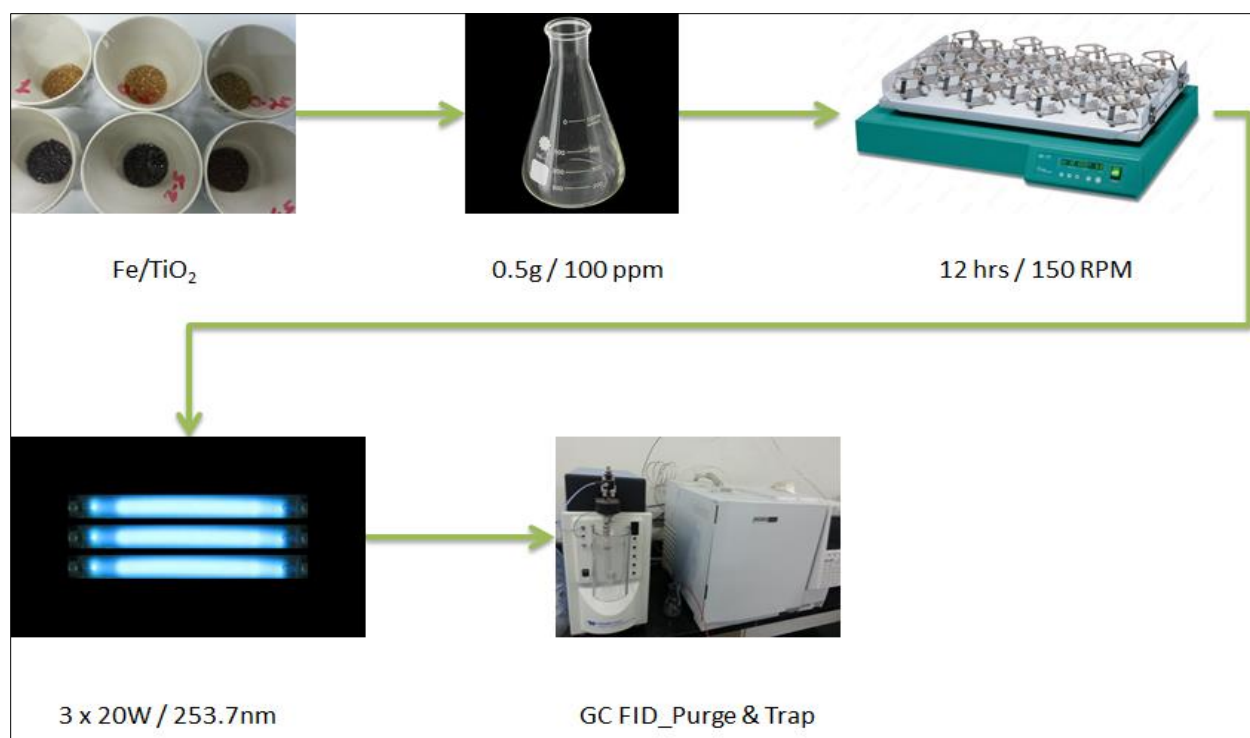 Fe/TiO₂
0.5g / 100 ppm
12 hrs / 150 RPM
3 x 20W / 253.7nm
GC FID_Purge & Trap